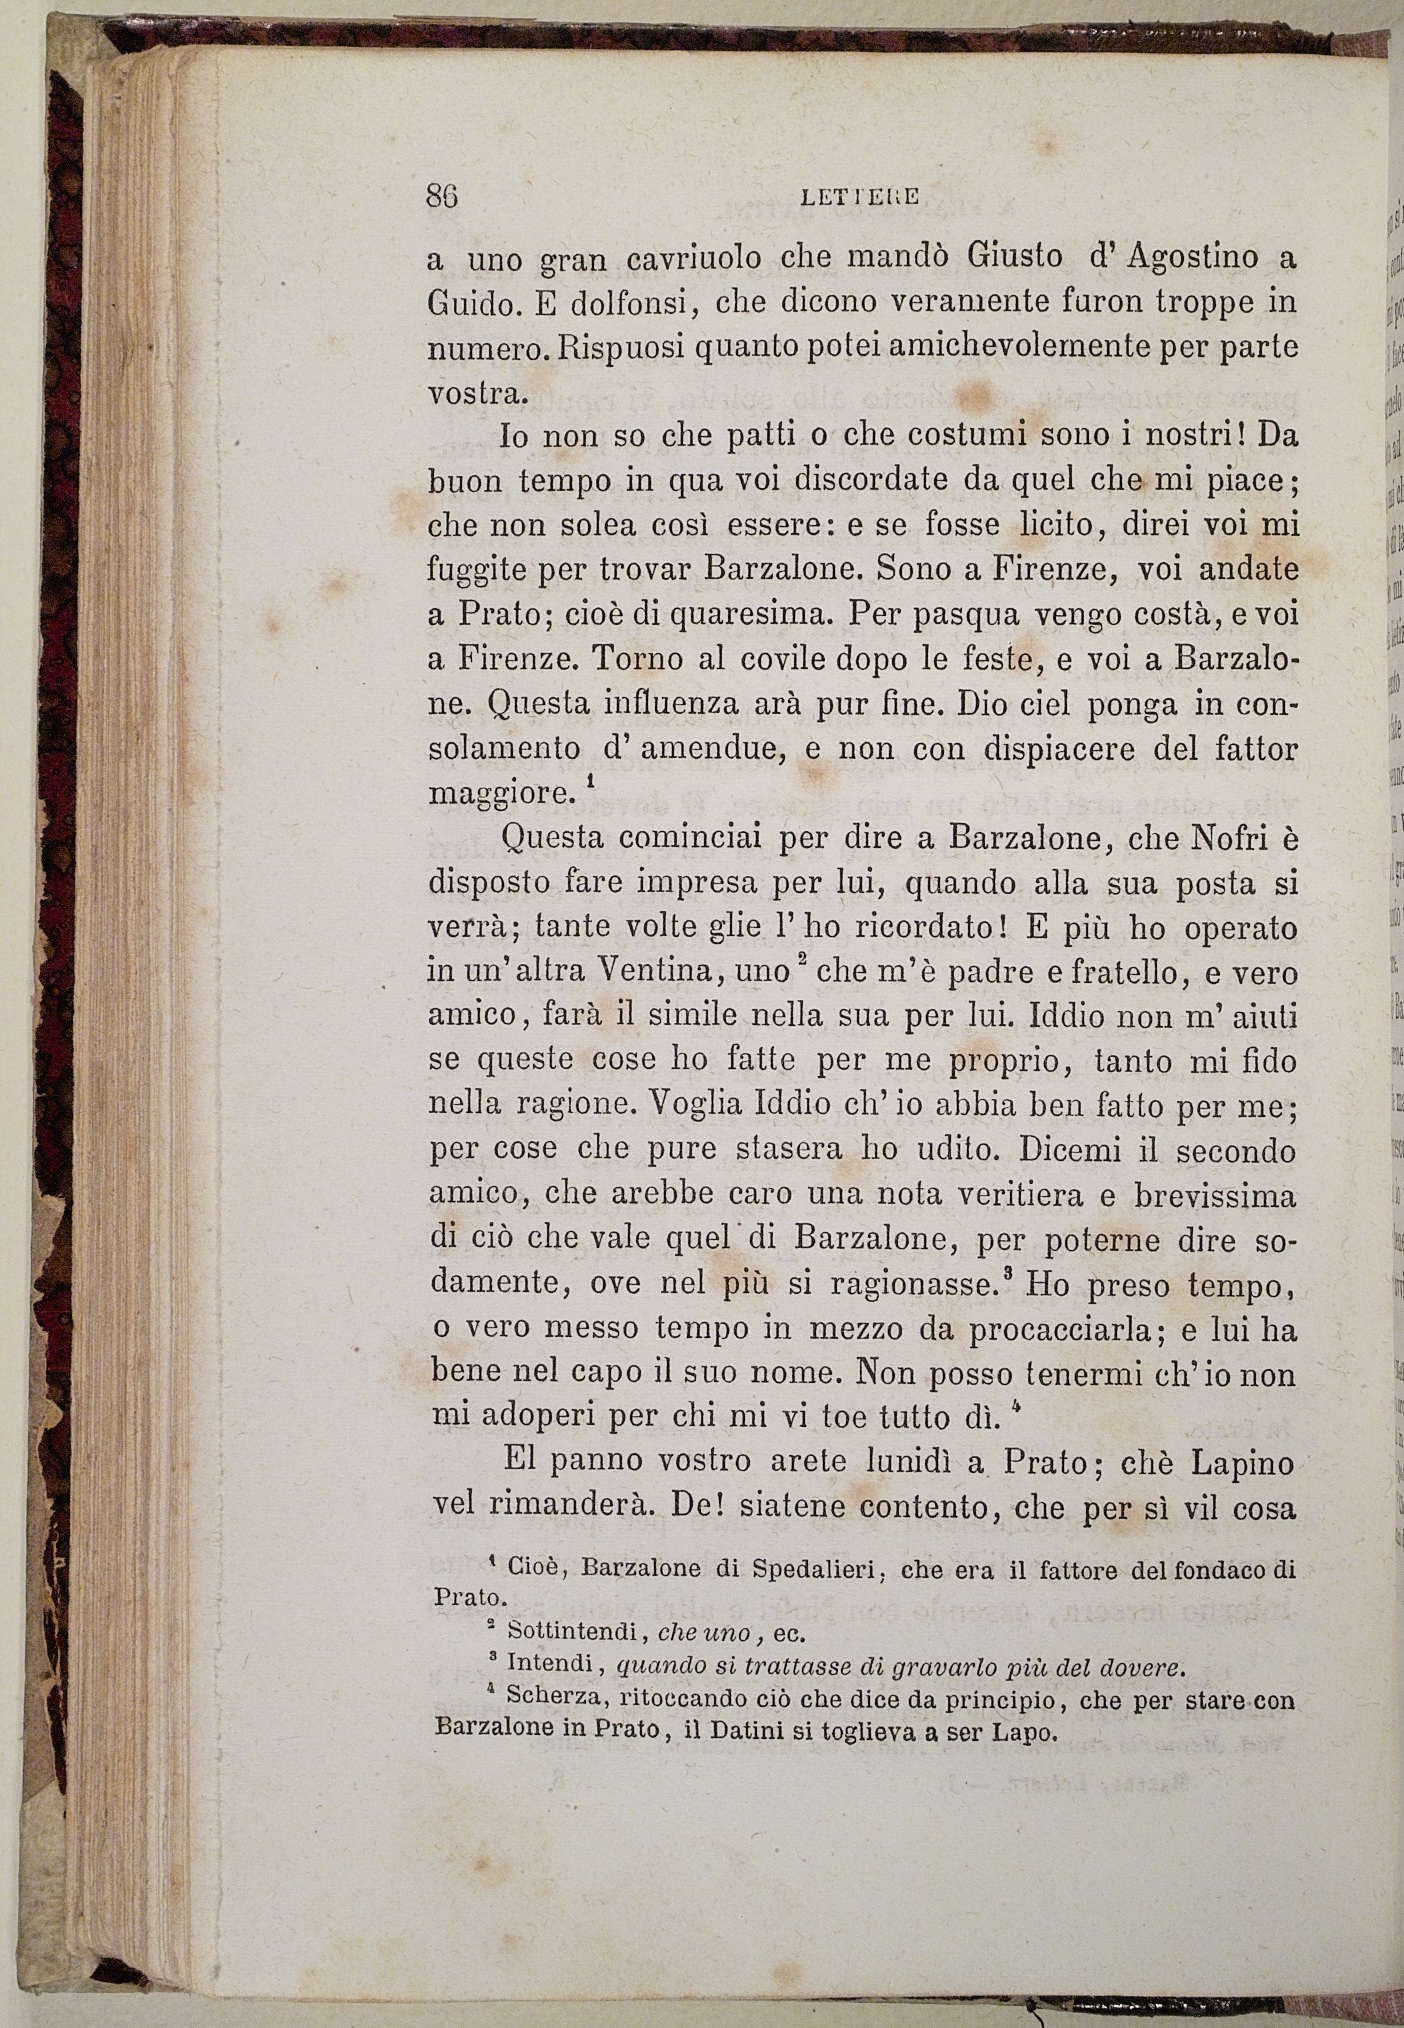 86 LETTERE
a uno gran cavriuolo che mandò Giusto d' Agostino a
Guido. E dolfonsi, che dicono veramente furon troppe in
numero. Rispuosi quanto potei amichevolemente per parte
vostra.
Io non so che patti o che costumi sono i nostri! Da
buon tempo in qua voi discordate da quel che mi piace;
che non solea così essere: e se fosse licito, direi voi mi
fuggite per trovar Barzalone. Sono a Firenze, voi andate
a Prato; cioè di quaresima. Per pasqua vengo costà, e voi
a Firenze. Torno al covile dopo le feste, e voi a Barzalo-
ne. Questa influenza arà pur fine. Dio ciel ponga in con-
solamento d' amendue, e non con dispiacere del fattor
maggiore. ¹
Questa cominciai per dire a Barzalone, che Nofri è
disposto fare impresa per lui, quando alla sua posta si
verrà; tante volte glie l' ho ricordato! E più ho operato
in un' altra Ventina, uno ² che m' è padre e fratello, e vero
amico, farà il simile nella sua per lui. Iddio non m' aiuti
se queste cose ho fatte per me proprio, tanto mi fido
nella ragione. Voglia Iddio ch' io abbia ben fatto per me;
per cose che pure stasera ho udito. Dicemi il secondo
amico, che arebbe caro una nota veritiera e brevissima
di ciò che vale quel di Barzalone, per poterne dire so-
damente, ove nel più si ragionasse.³ Ho preso tempo,
o vero messo tempo in mezzo da procacciarla; e lui ha
bene nel capo il suo nome. Non posso tenermi ch' io non
mi adoperi per chi mi vi toe tutto dì. ⁴
El panno vostro arete lunidì a Prato; chè Lapino
vel rimanderà. De! siatene contento, che per sì vil cosa
¹ Cioè, Barzalone di Spedalieri, che era il fattore del fondaco di
Prato.
² Sottintendi, che uno, ec.
³ Intendi, quando si trattasse di gravarlo più del dovere.
⁴ Scherza, ritoccando ciò che dice da principio, che per stare con
Barzalone in Prato, il Datini si toglieva a ser Lapo.